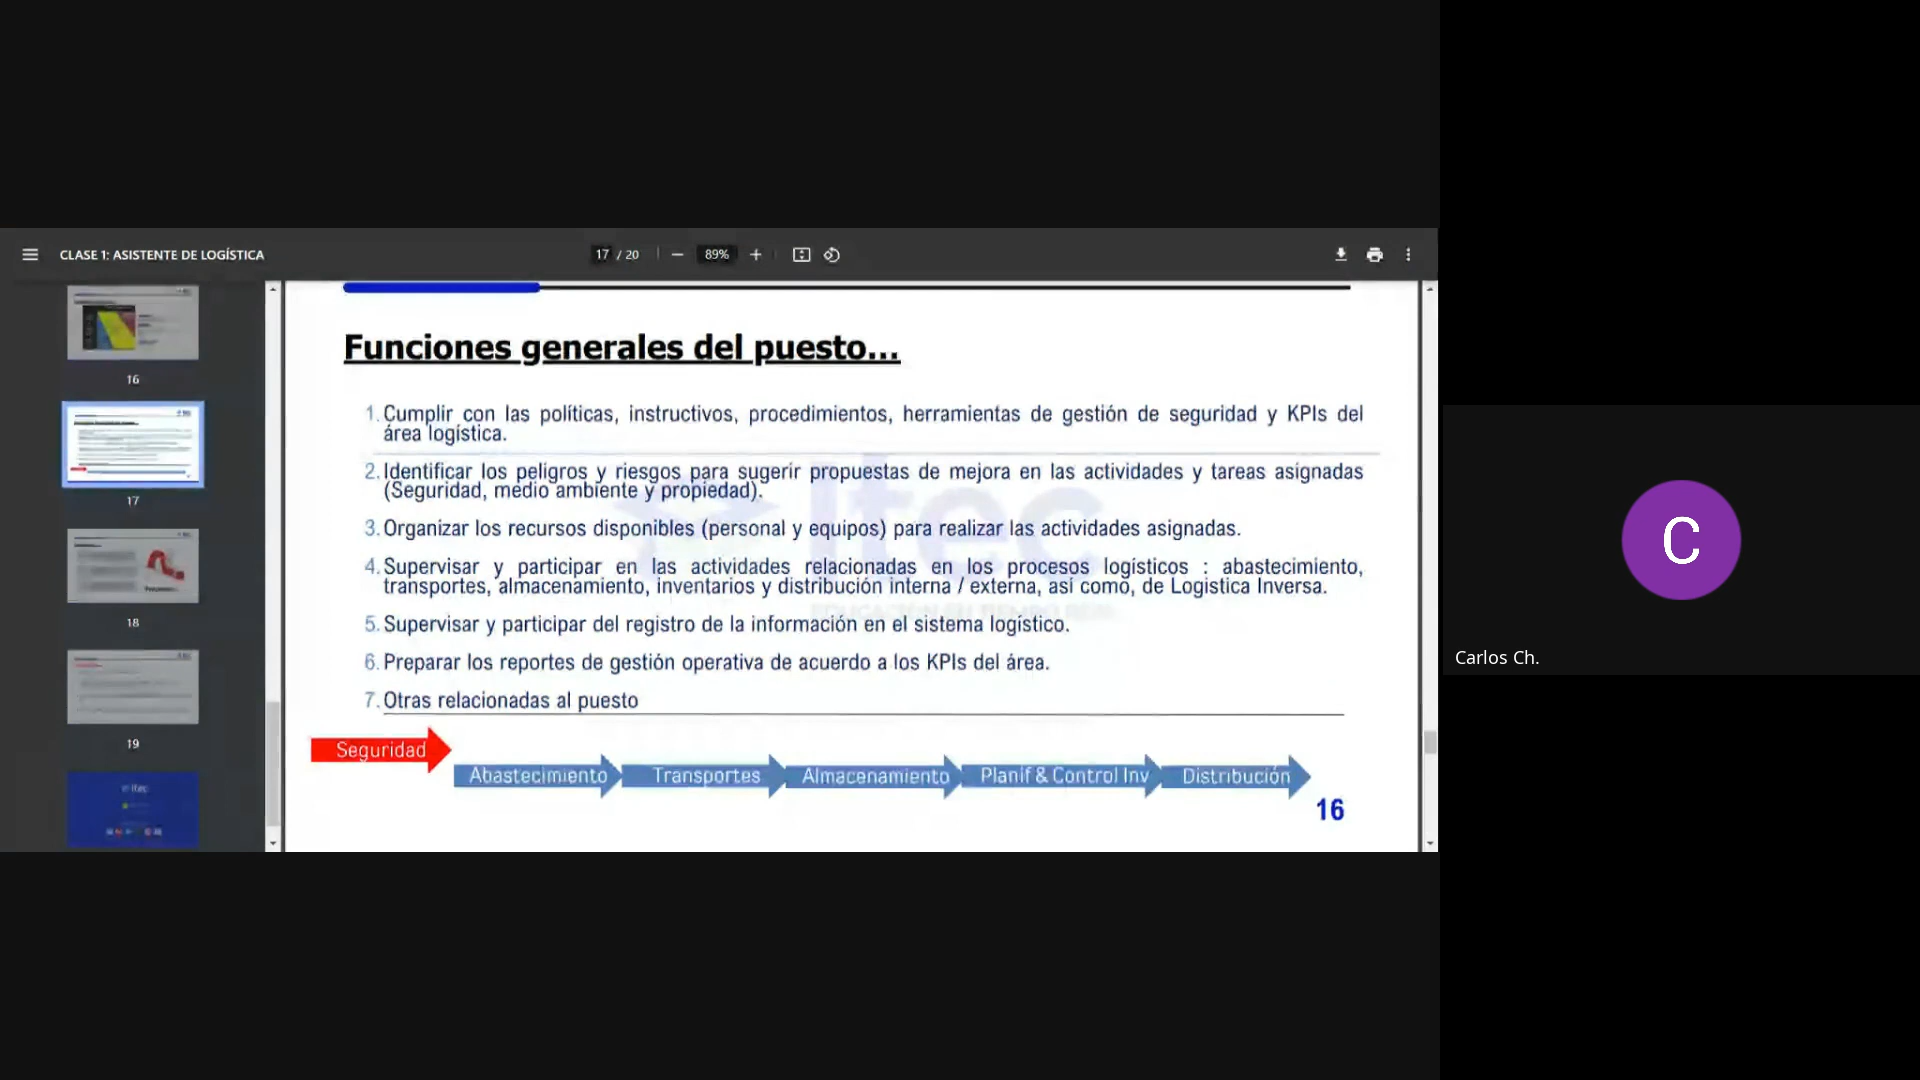 CLASE 1: ASISTENTE DE LOGÍSTICA
17 / 20
89%
16
17
18
19
Funciones generales del puesto...
1. Cumplir con las políticas, instructivos, procedimientos, herramientas de gestión de seguridad y KPIs del
área logística.
2. Identificar los peligros y riesgos para sugerir propuestas de mejora en las actividades y tareas asignadas
(Seguridad, medio ambiente y propiedad).
3. Organizar los recursos disponibles (personal y equipos) para realizar las actividades asignadas.
4. Supervisar y participar en las actividades relacionadas en los procesos logísticos : abastecimiento,
transportes, almacenamiento, inventarios y distribución interna / externa, así como, de Logistica Inversa.
5. Supervisar y participar del registro de la información en el sistema logístico.
6. Preparar los reportes de gestión operativa de acuerdo a los KPIs del área.
7. Otras relacionadas al puesto
Seguridad
Abastecimiento Transportes Almacenamiento Planif & Control Inv Distribución
16
itec
C
Carlos Ch.